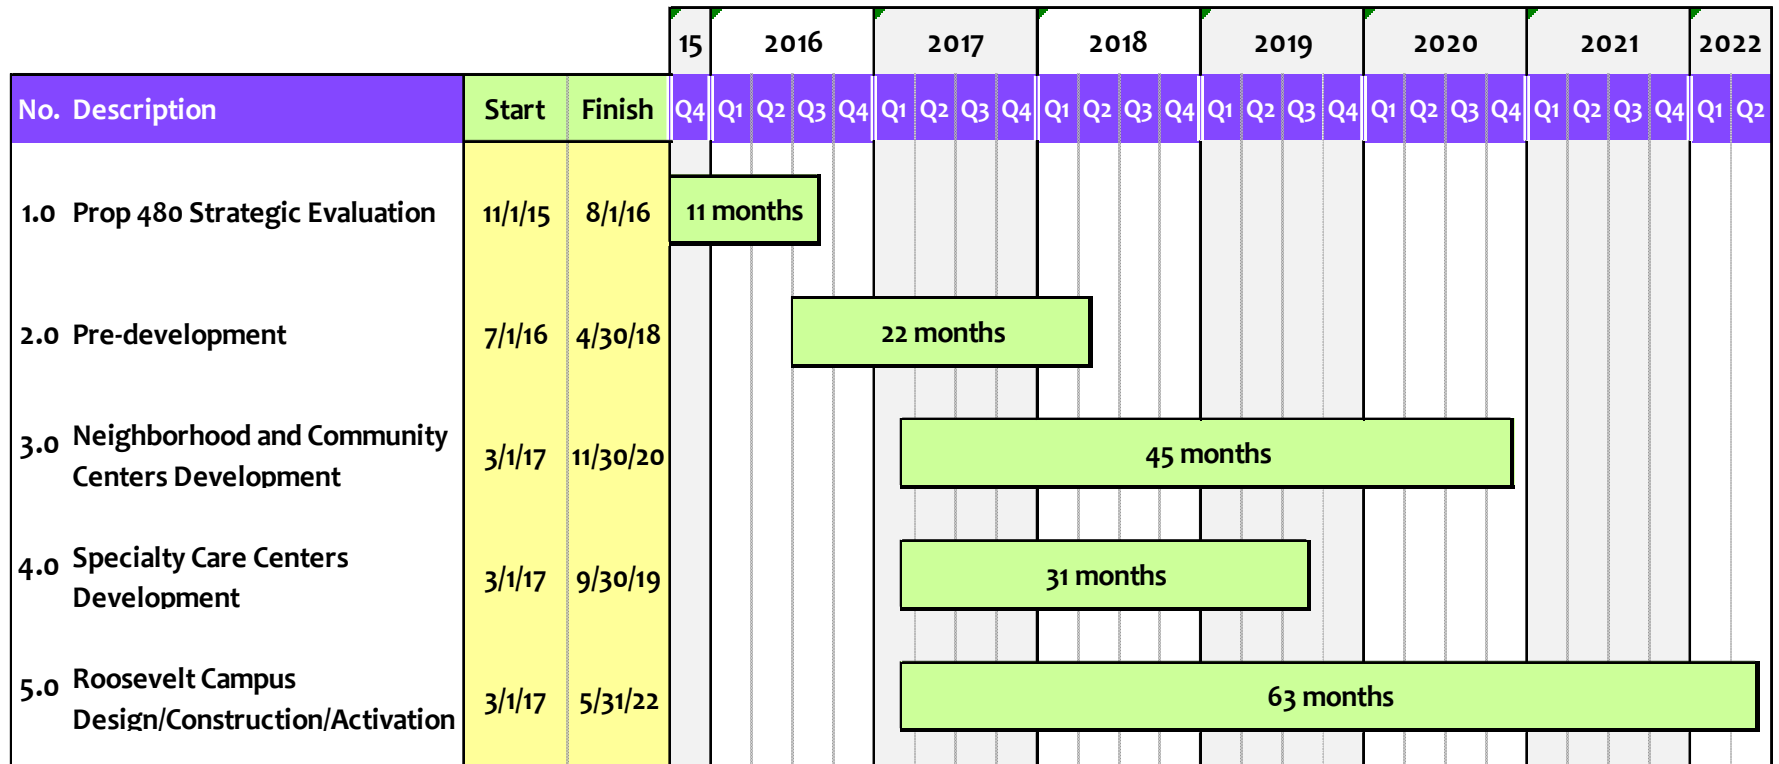 15 2016 2017 2018 2019 2020 2021 2022
No. Description Start Finish Q4 Q1 Q2 Q3 Q4 Q1 Q2 Q3 Q4 Q1 Q2 Q3 Q4 Q1 Q2 Q3 Q4 Q1 Q2 Q3 Q4 Q1 Q2 Q3 Q4 Q1 Q2
1.0 Prop 480 Strategic Evaluation 11/1/15 8/1/16 11 months
2.0 Pre-development 7/1/16 4/30/18 22 months
3.0 Neighborhood and Community
Centers Development 3/1/17 11/30/20 45 months
4.0 Specialty Care Centers
Development 3/1/17 9/30/19 31 months
5.0 Roosevelt Campus
Design/Construction/Activation 3/1/17 5/31/22 63 months